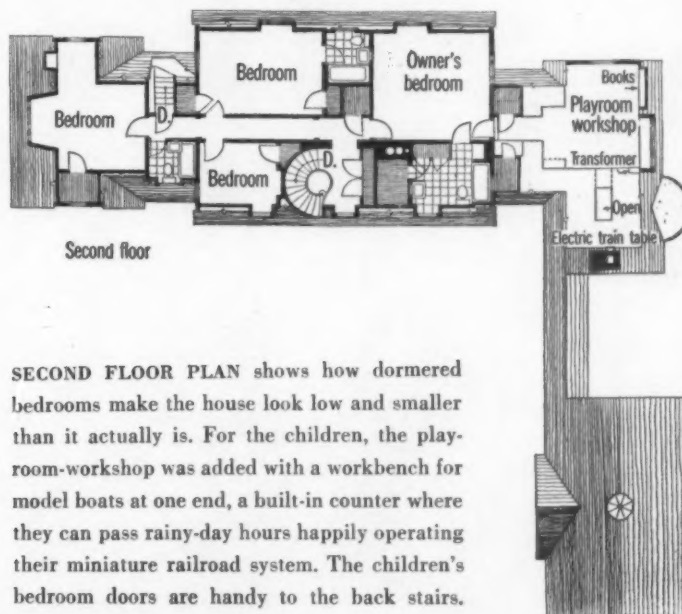 Bedroom
D.
Bedroom
Bedroom
D.
Owner's
bedroom
Books
Playroom
workshop
Transformer
Open
Electric train table
Second floor
SECOND FLOOR PLAN shows how dormered
bedrooms make the house look low and smaller
than it actually is. For the children, the play-
room-workshop was added with a workbench for
model boats at one end, a built-in counter where
they can pass rainy-day hours happily operating
their miniature railroad system. The children's
bedroom doors are handy to the back stairs.